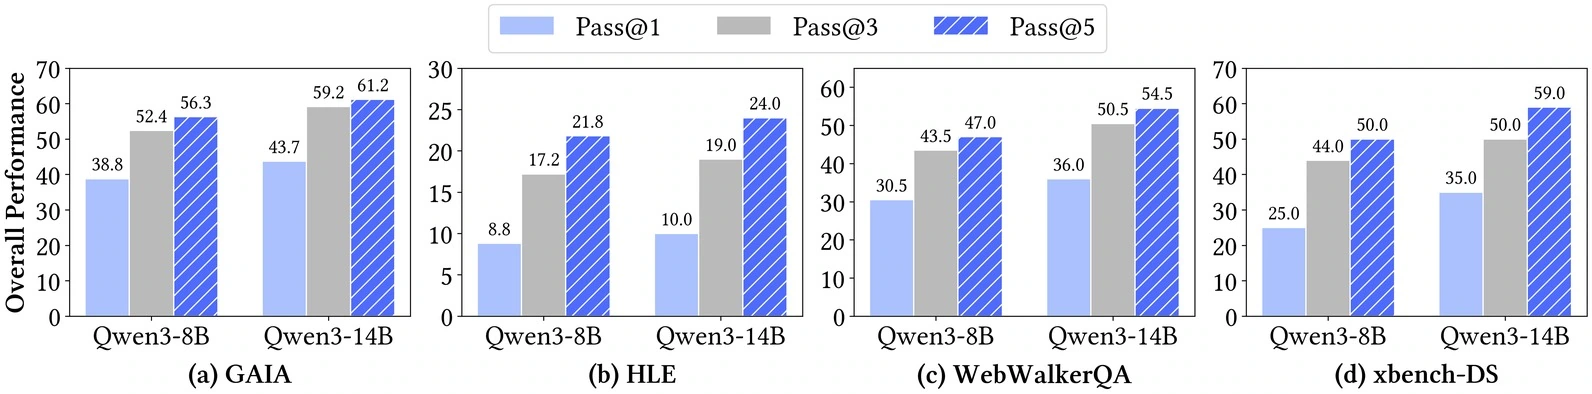 Pass@1 Pass@3 Pass@5
Overall Performance
70
60
50
40
30
20
10
0
38.8 52.4 56.3 43.7 59.2 61.2
Qwen3-8B Qwen3-14B
(a) GAIA
30
25
20
15
10
5
0
8.8 17.2 21.8 10.0 19.0 24.0
Qwen3-8B Qwen3-14B
(b) HLE
60
50
40
30
20
10
0
30.5 43.5 47.0 36.0 50.5 54.5
Qwen3-8B Qwen3-14B
(c) WebWalkerQA
70
60
50
40
30
20
10
0
25.0 44.0 50.0 35.0 50.0 59.0
Qwen3-8B Qwen3-14B
(d) xbench-DS